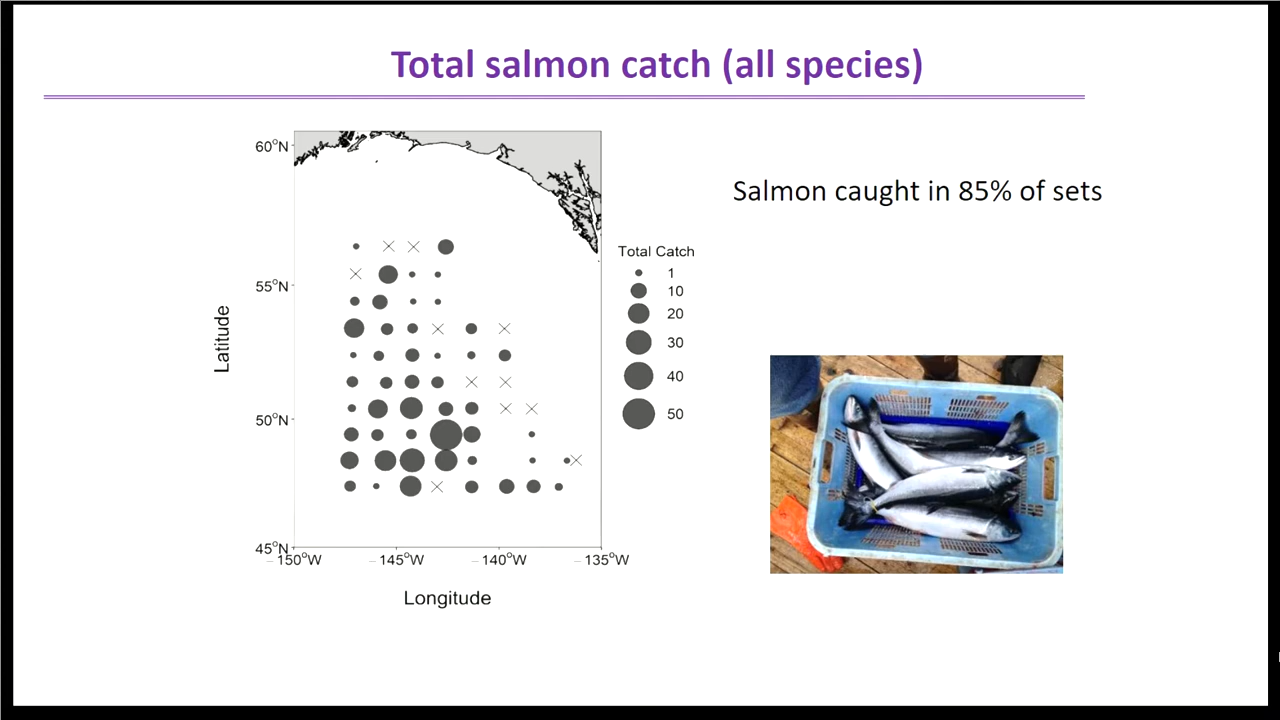 Total salmon catch (all species)
60°N
55°N
50°N
45°N
Latitude
−150°W
−145°W
−140°W
−135°W
Longitude
Total Catch
1
10
20
30
40
50
Salmon caught in 85% of sets